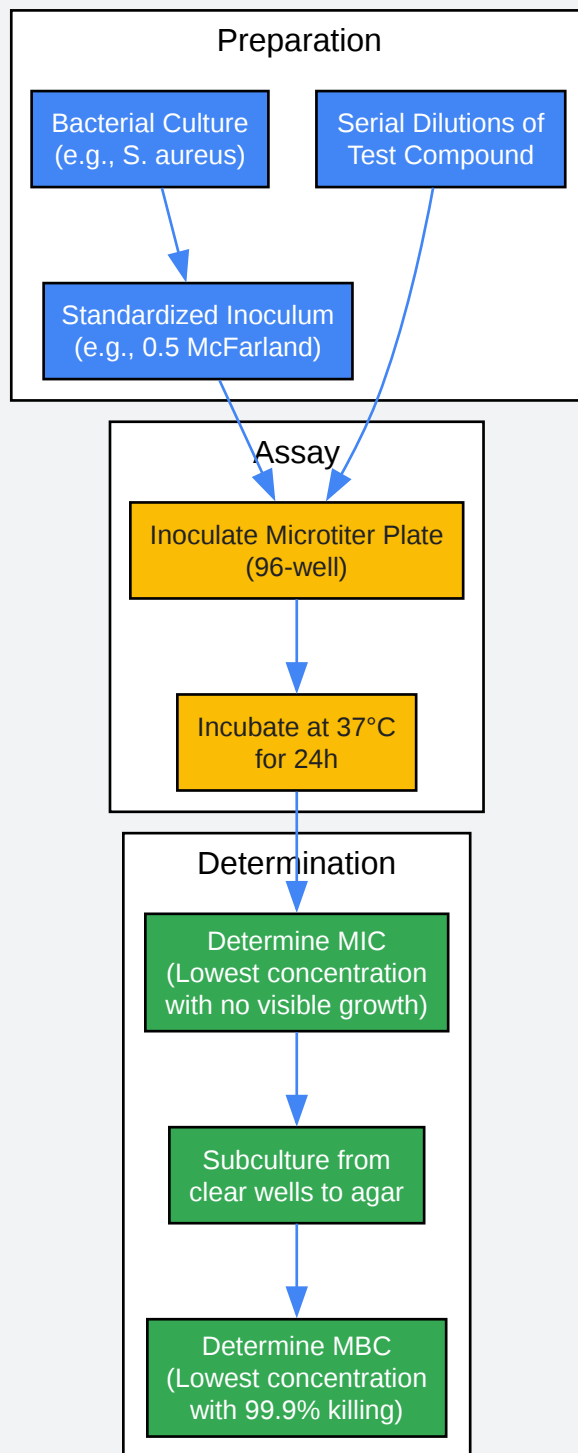 Preparation
Bacterial Culture
(e.g., S. aureus)
Serial Dilutions of
Test Compound
Standardized Inoculum
(e.g., 0.5 McFarland)
Assay
Inoculate Microtiter Plate
(96-well)
Incubate at 37°C
for 24h
Determination
Determine MIC
(Lowest concentration
with no visible growth)
Subculture from
clear wells to agar
Determine MBC
(Lowest concentration
with 99.9% killing)